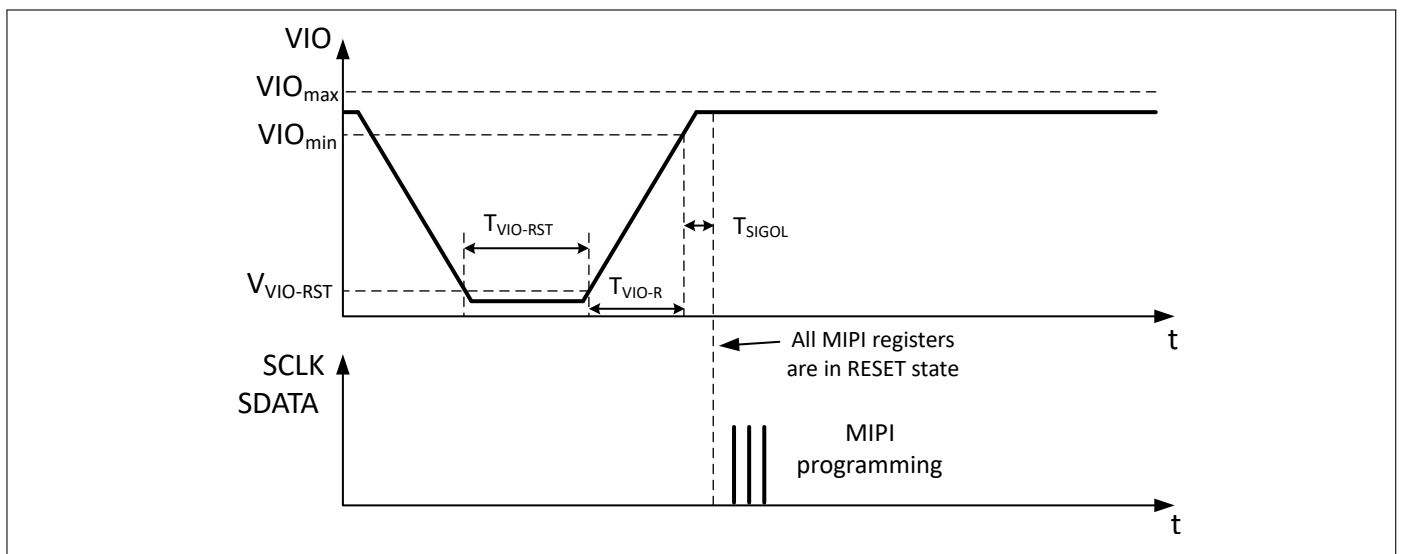 VIO
VIOmax
VIOmin
TVIO-RST
TSIGOL
VVIO-RST
TVIO-R
t
All MIPI registers
are in RESET state
SCLK
SDATA
MIPI
programming
t